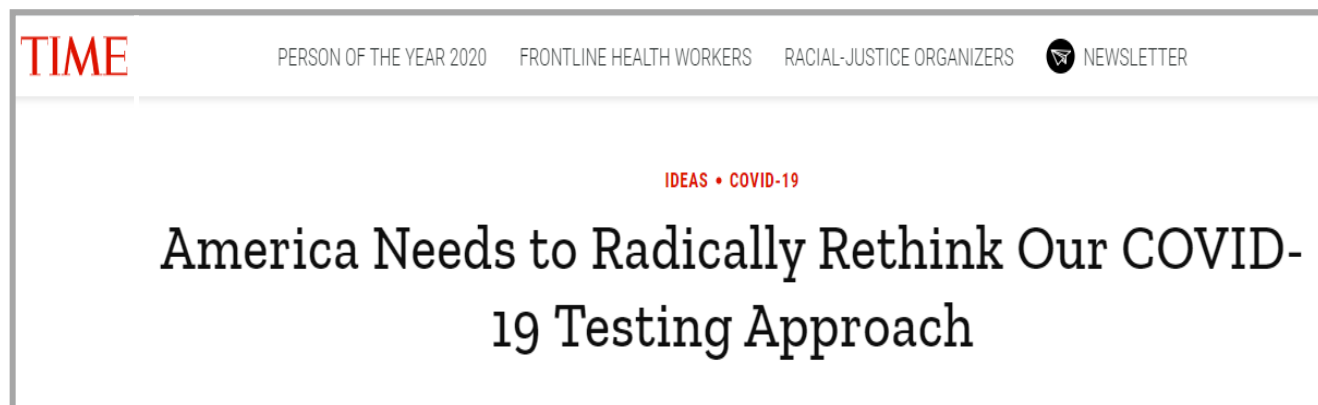 TIME
PERSON OF THE YEAR 2020 FRONTLINE HEALTH WORKERS RACIAL-JUSTICE ORGANIZERS NEWSLETTER
IDEAS • COVID-19
America Needs to Radically Rethink Our COVID-
19 Testing Approach